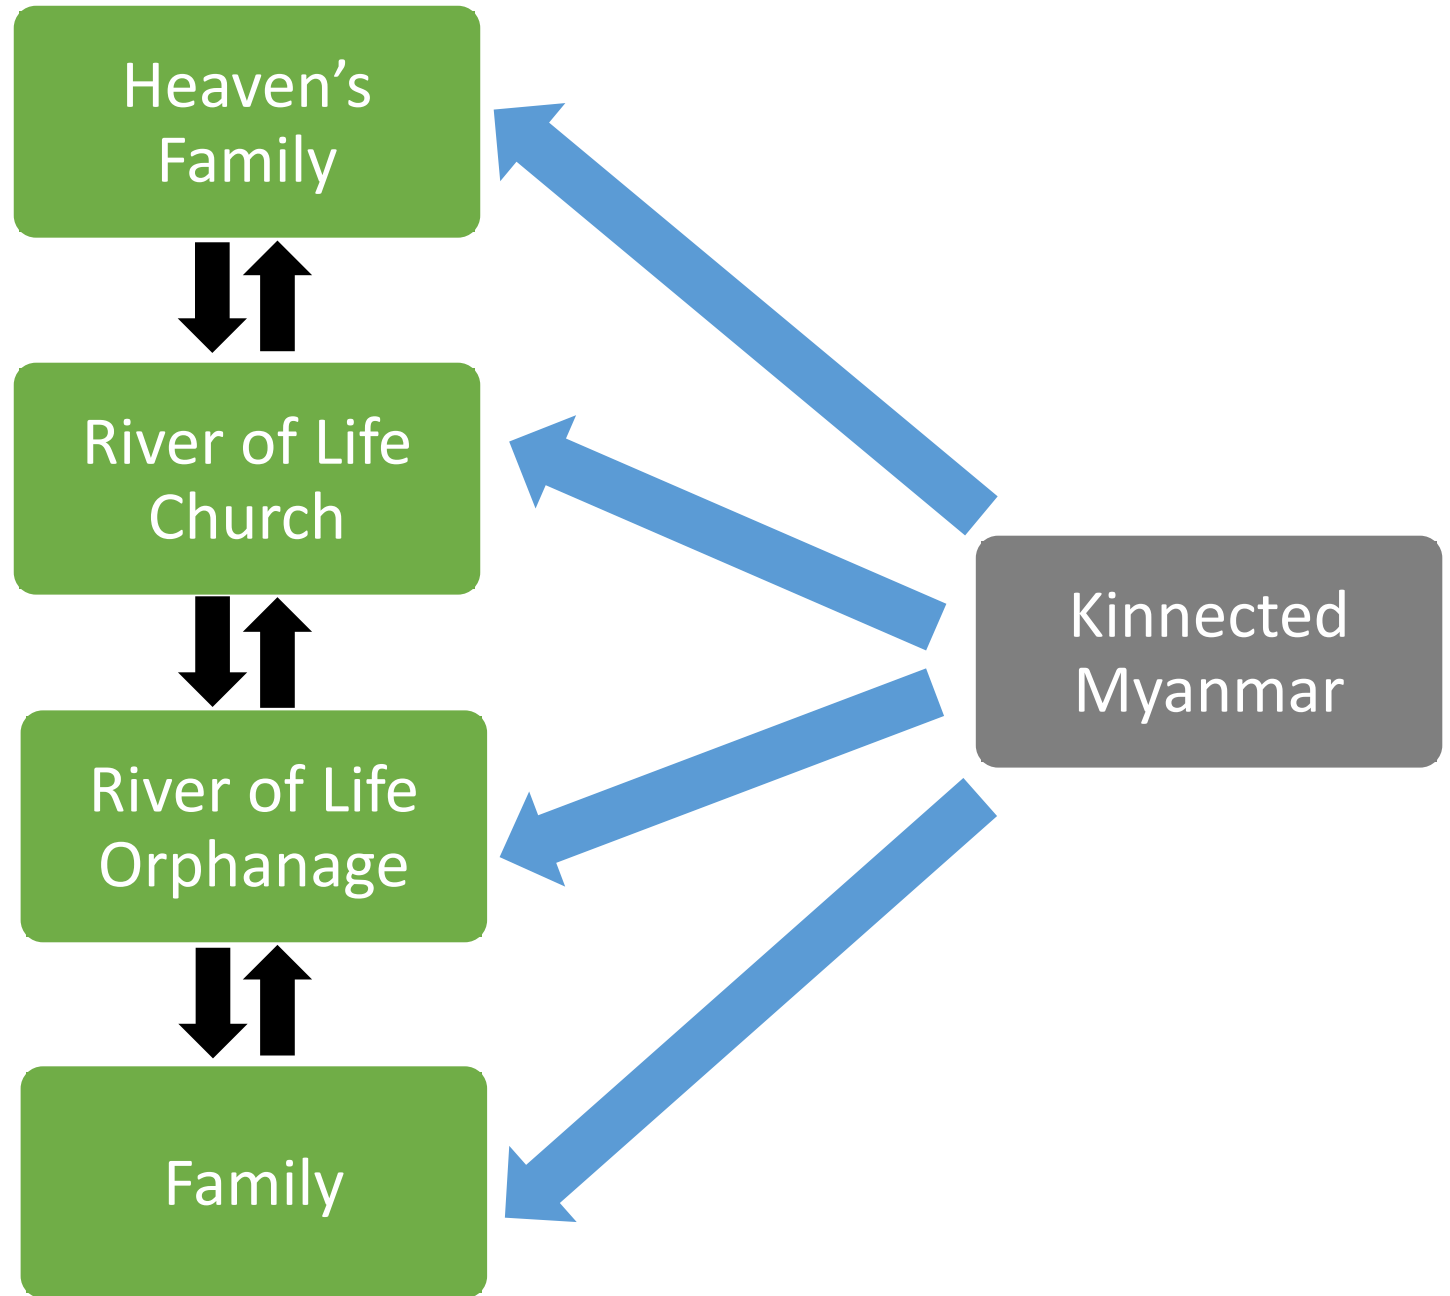 Heaven’s
Family
River of Life
Church
River of Life
Orphanage
Family
Kinnected
Myanmar